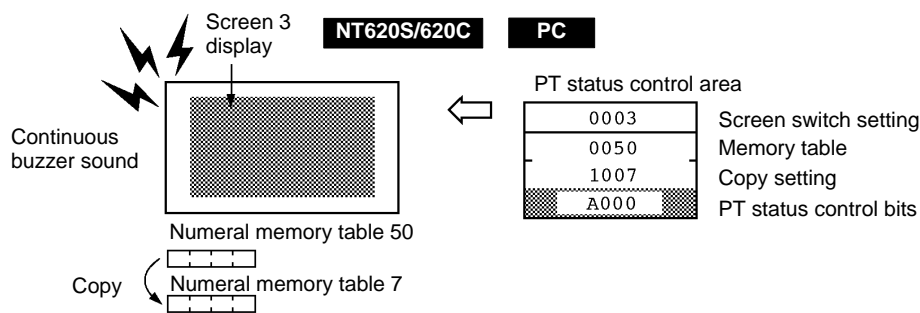 Screen 3
display
NT620S/620C
PC
PT status control area
Continuous
buzzer sound
0003
Screen switch setting
0050
Memory table
1007
Copy setting
A000
PT status control bits
Numeral memory table 50
Copy
Numeral memory table 7